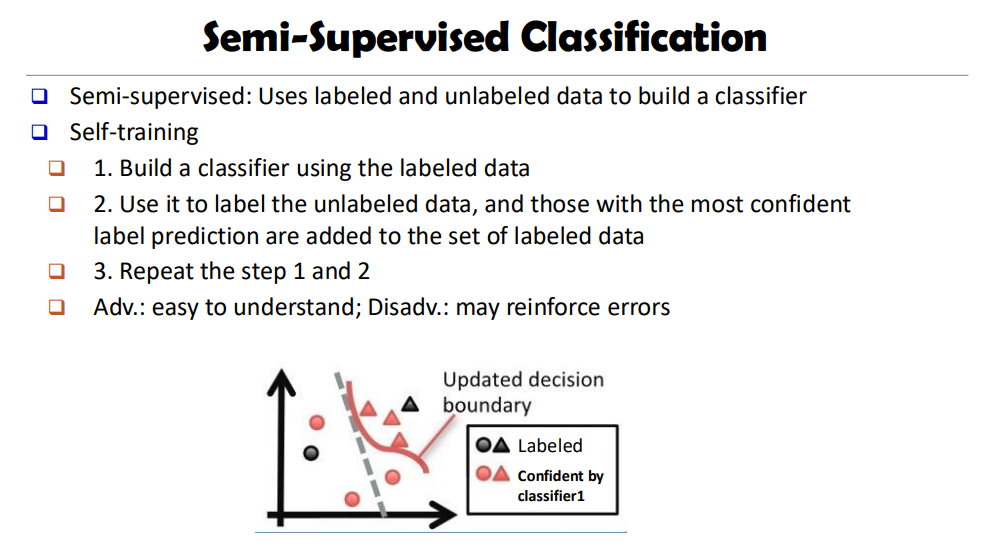 Semi-Supervised Classification
Semi-supervised: Uses labeled and unlabeled data to build a classifier
Self-training
1. Build a classifier using the labeled data
2. Use it to label the unlabeled data, and those with the most confident
label prediction are added to the set of labeled data
3. Repeat the step 1 and 2
Adv.: easy to understand; Disadv.: may reinforce errors
Updated decision
boundary
Labeled
Confident by
classifier1